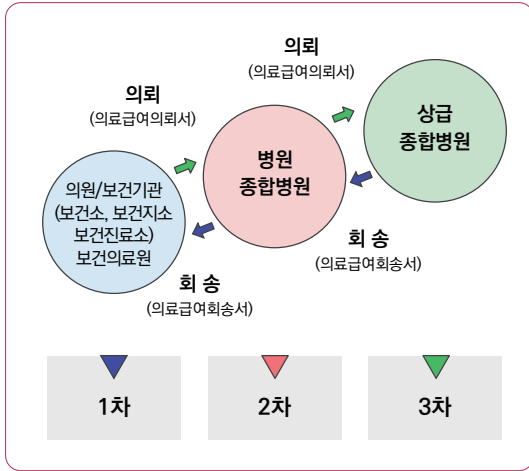 의뢰
(의료급여의뢰서)
상급
종합병원
의뢰
(의료급여의뢰서)
병원
종합병원
의원/보건기관
(보건소, 보건지소
보건진료소)
보건의료원
회 송
(의료급여회송서)
회 송
(의료급여회송서)
1차
2차
3차